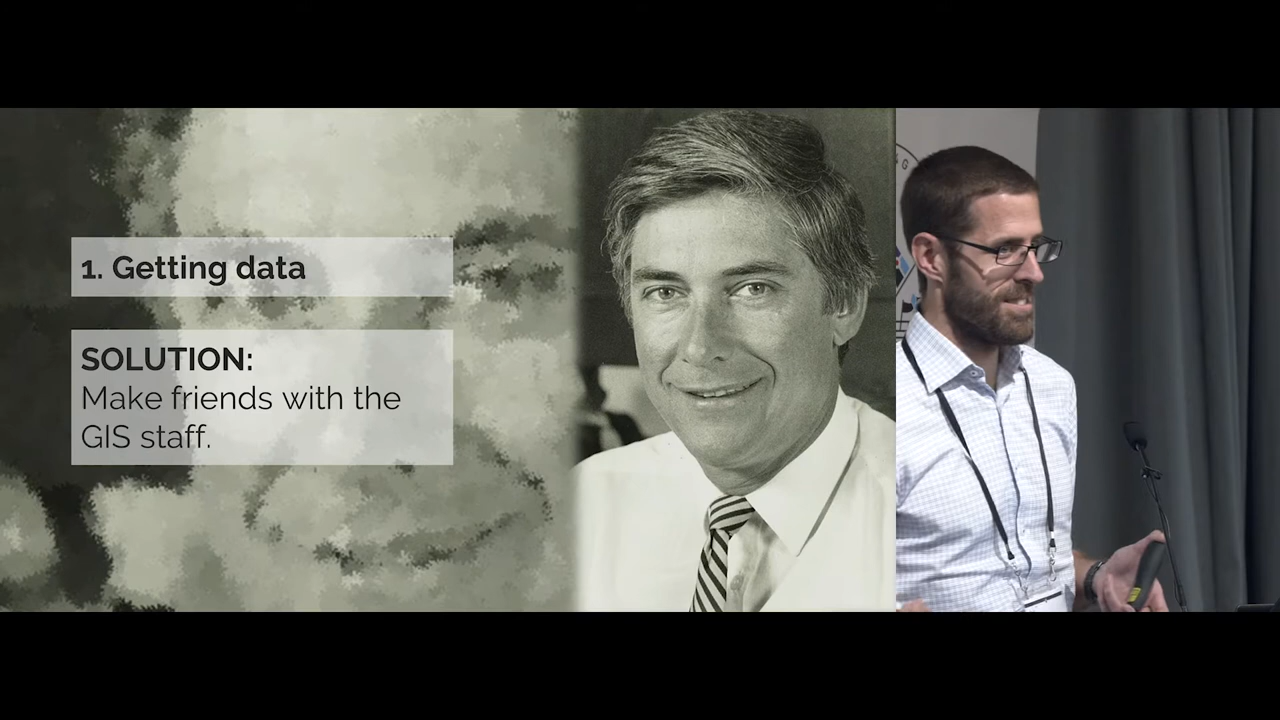 1. Getting data
SOLUTION:
Make friends with the
GIS staff.